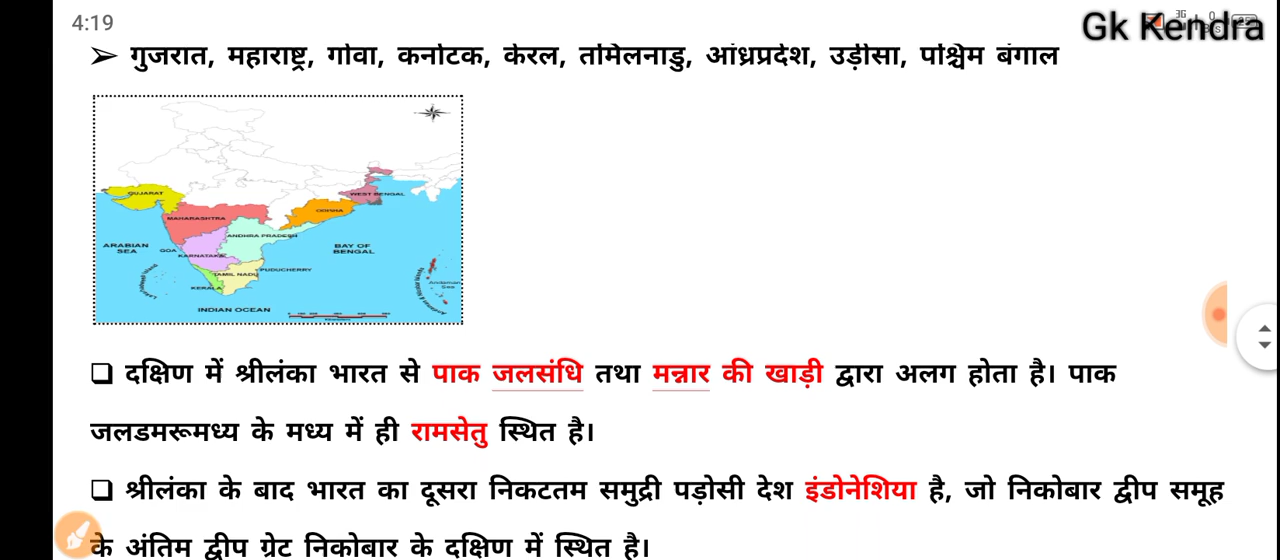 4:19
Gk Kendra
➢ गुजरात, महाराष्ट्र, गोवा, कर्नाटक, केरल, तमिलनाडु, आंध्रप्रदेश, उड़ीसा, पश्चिम बंगाल
GUJARAT
WEST BENGAL
ODISHA
MAHARASHTRA
ANDHRA PRADESH
ARABIAN
SEA
GOA
BAY OF
BENGAL
KARNATAKA
PUDUCHERRY
TAMIL NADU
KERALA
Andaman
Sea
INDIAN OCEAN
❑ दक्षिण में श्रीलंका भारत से पाक जलसंधि तथा मन्नार की खाड़ी द्वारा अलग होता है। पाक
जलडमरूमध्य के मध्य में ही रामसेतु स्थित है।
❑ श्रीलंका के बाद भारत का दूसरा निकटतम समुद्री पड़ोसी देश इंडोनेशिया है, जो निकोबार द्वीप समूह
के अंतिम द्वीप ग्रेट निकोबार के दक्षिण में स्थित है।